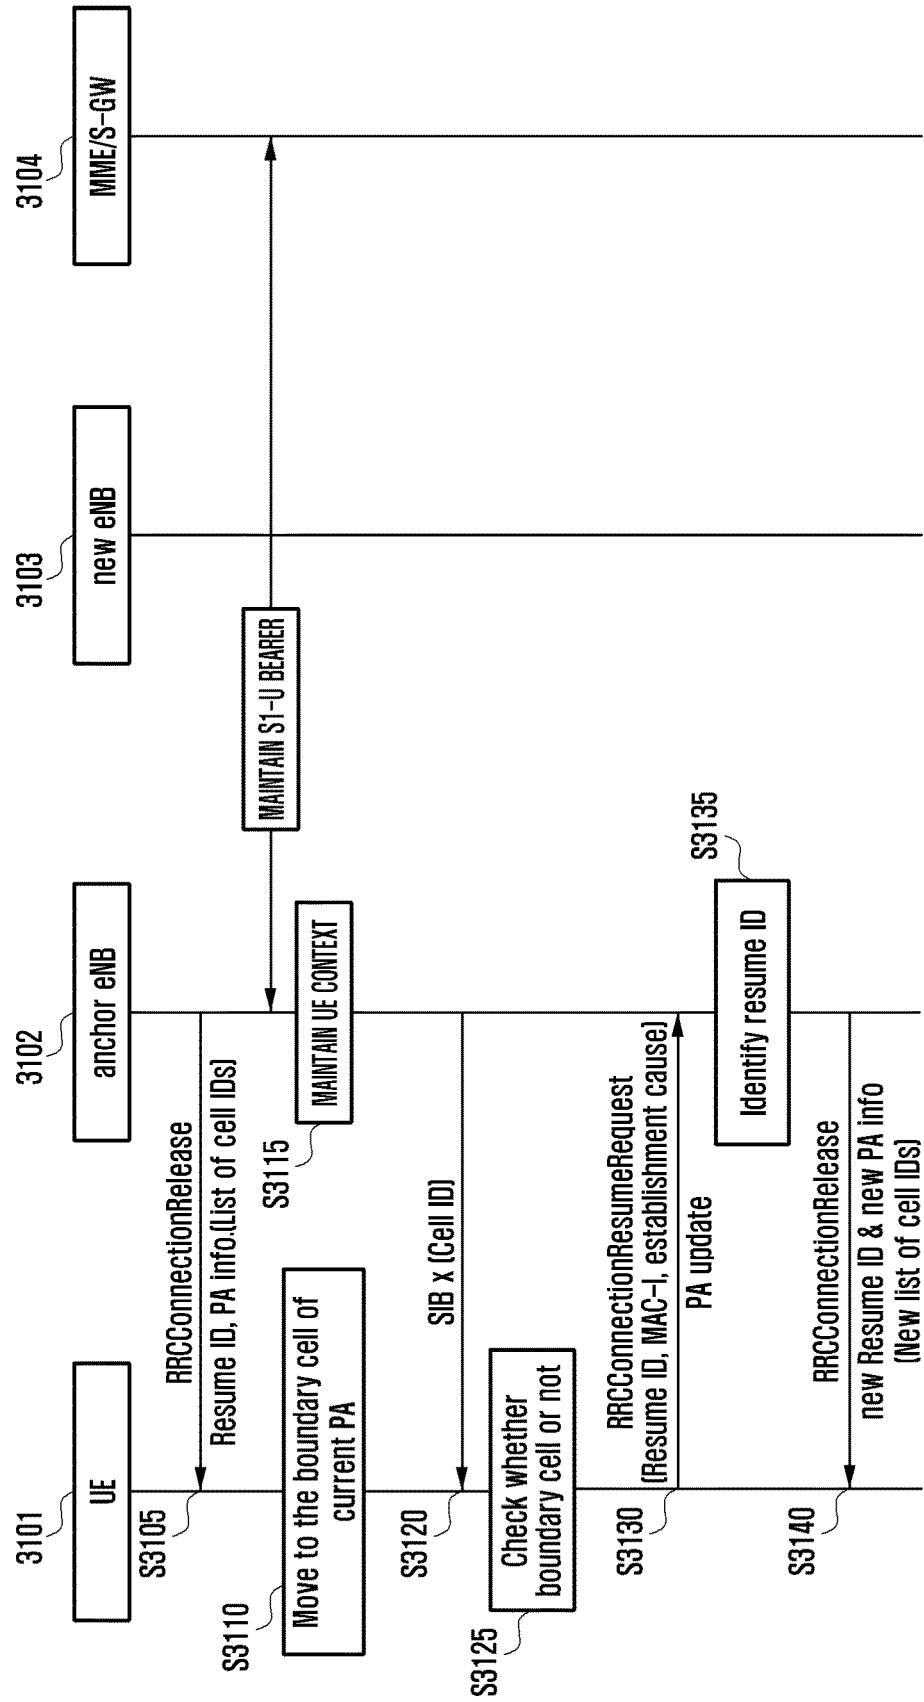 3101
UE
3102
anchor eNB
3103
new eNB
3104
MME/S-GW
S3105
RRCConnectionRelease
Resume ID, PA info.(List of cell IDs)
MAINTAIN S1-U BEARER
S3110
Move to the boundary cell of
current PA
S3115
MAINTAIN UE CONTEXT
S3120
SIB x (Cell ID)
S3125
Check whether
boundary cell or not
S3130
RRCConnectionResumeRequest
(Resume ID, MAC-I, establishment cause)
PA update
S3135
Identify resume ID
S3140
RRCConnectionRelease
new Resume ID & new PA info
(New list of cell IDs)